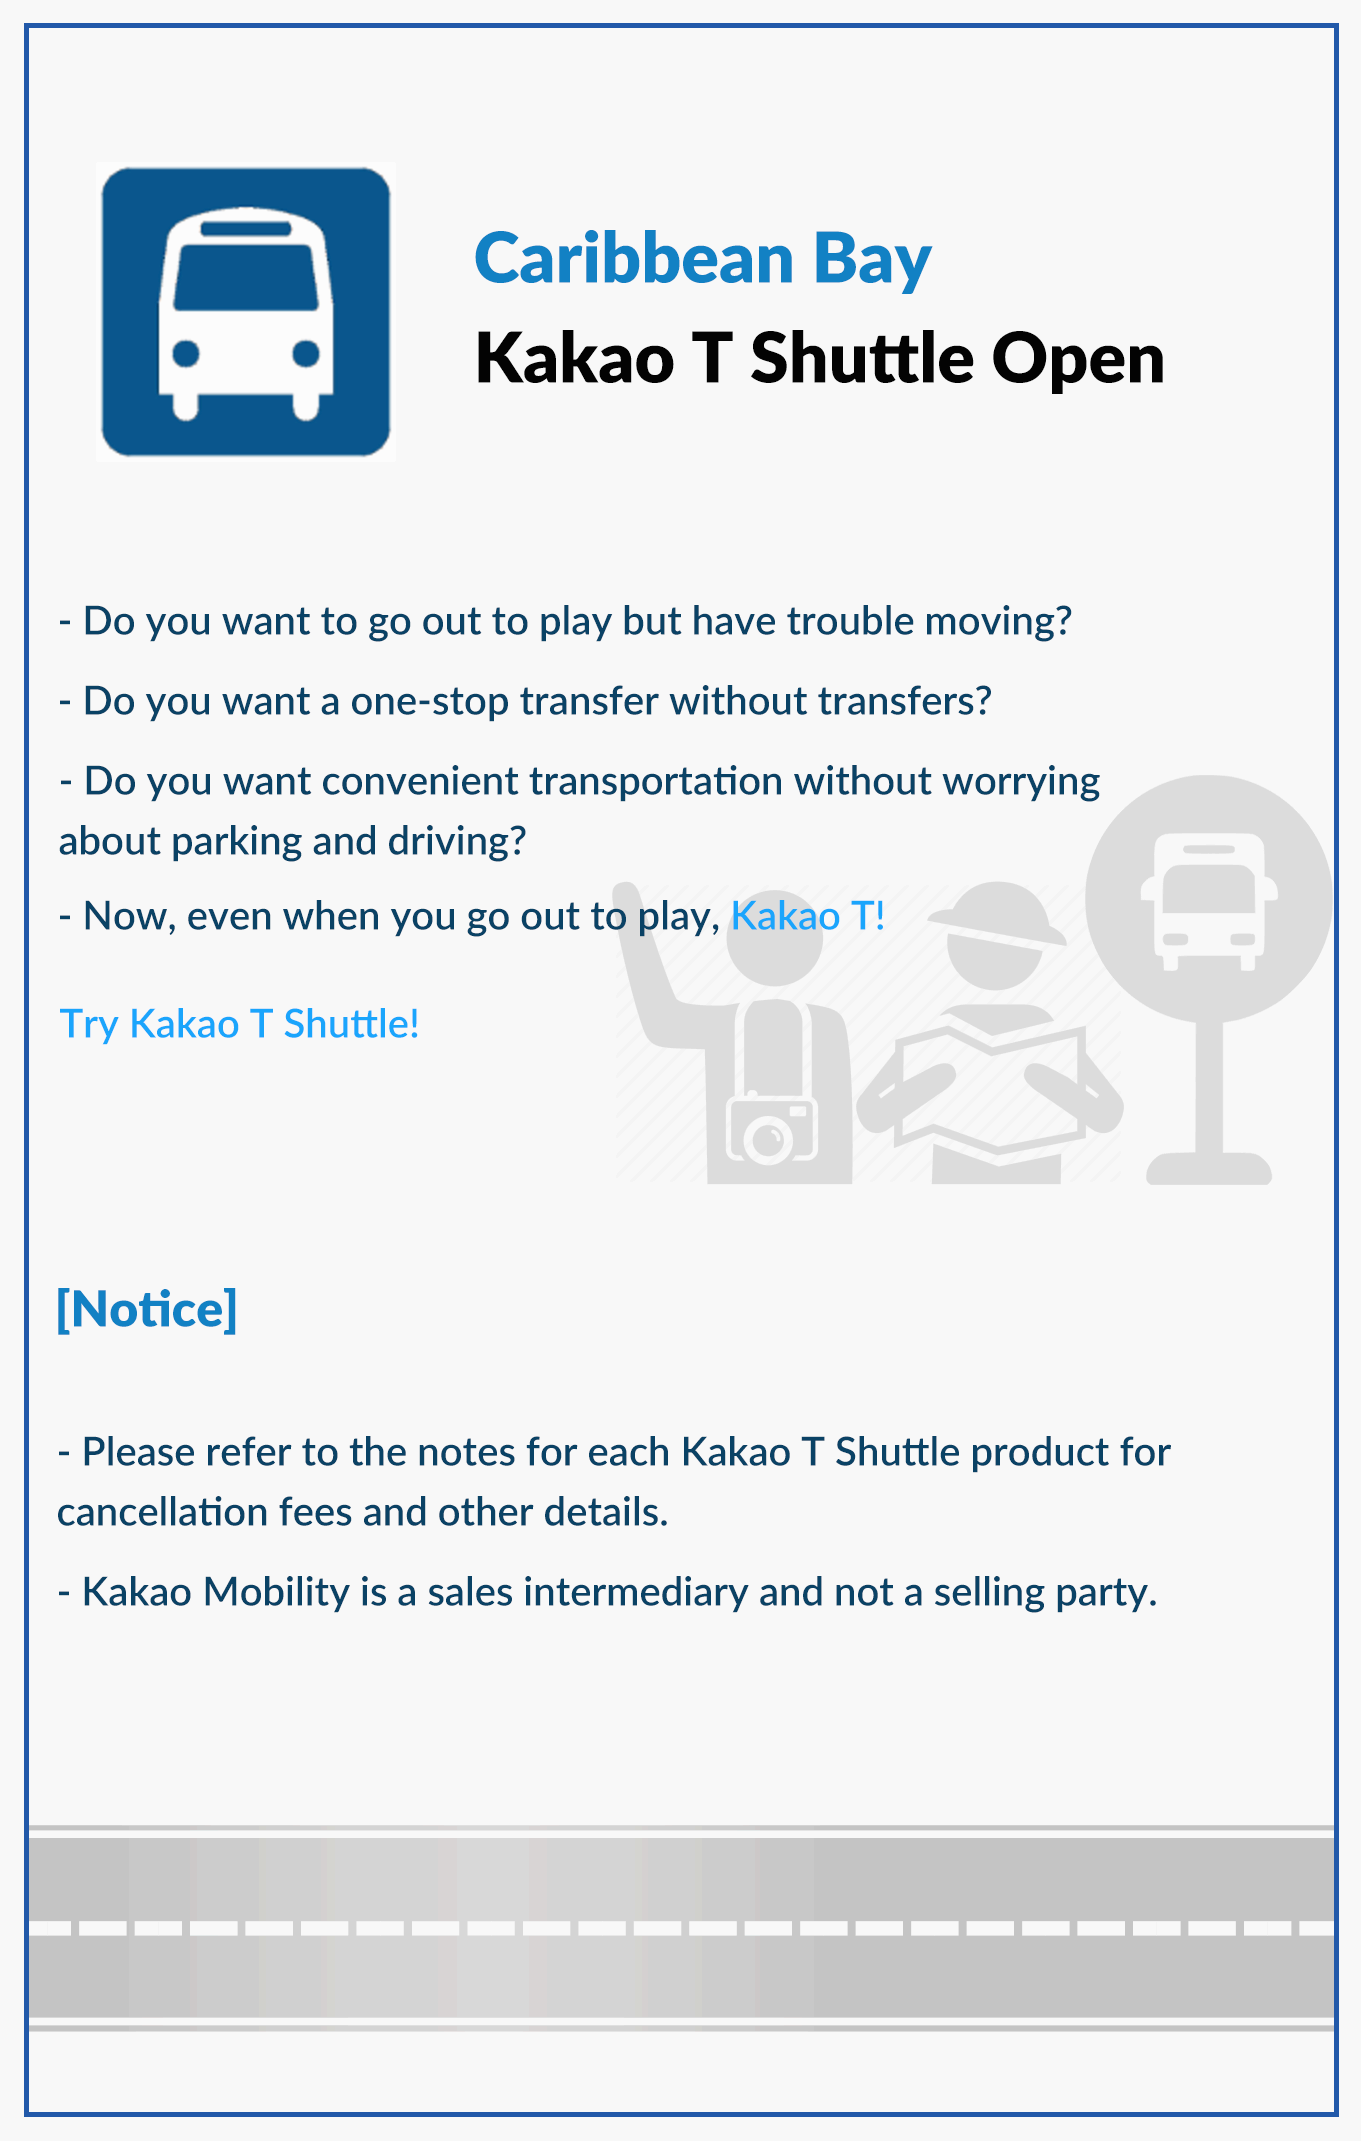 Caribbean Bay
Kakao T Shuttle Open
- Do you want to go out to play but have trouble moving?
- Do you want a one-stop transfer without transfers?
- Do you want convenient transportation without worrying
about parking and driving?
- Now, even when you go out to play, Kakao T!
Try Kakao T Shuttle!
[Notice]
- Please refer to the notes for each Kakao T Shuttle product for
cancellation fees and other details.
- Kakao Mobility is a sales intermediary and not a selling party.